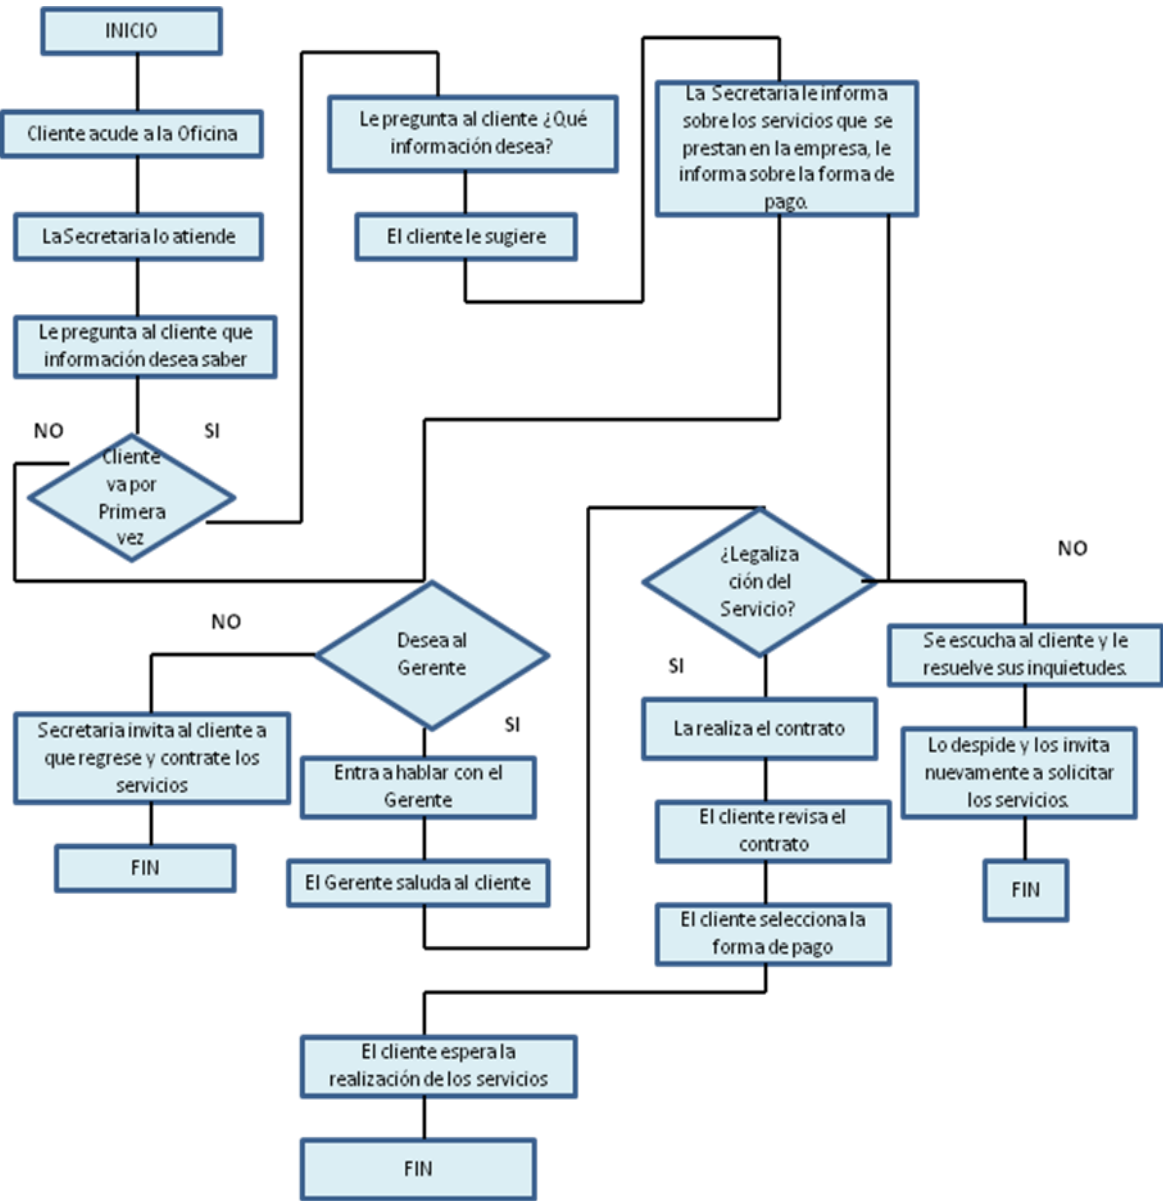 INICIO
Cliente acude a la Oficina
La Secretaria lo atiende
Le pregunta al cliente que
información desea saber
NO
SI
Cliente
va por
Primera
vez
Le pregunta al cliente ¿Qué
información desea?
El cliente le sugiere
La Secretaria le informa
sobre los servicios que se
prestan en la empresa, le
informa sobre la forma de
pago.
NO
Desea al
Gerente
SI
Secretaria invita al cliente a
que regrese y contrate los
servicios
FIN
Entra a hablar con el
Gerente
El Gerente saluda al cliente
¿Legaliza
ción del
Servicio?
NO
SI
La realiza el contrato
El cliente revisa el
contrato
El cliente selecciona la
forma de pago
Se escucha al cliente y le
resuelve sus inquietudes.
Lo despide y los invita
nuevamente a solicitar
los servicios.
FIN
El cliente espera la
realización de los servicios
FIN